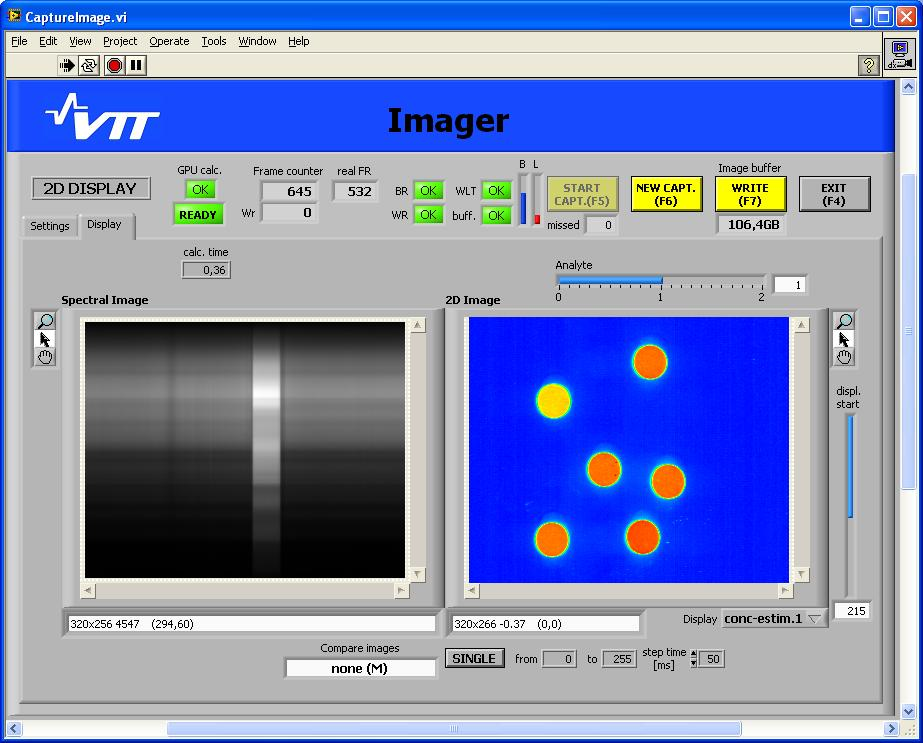 CaptureImage.vi
File Edit View Project Operate Tools Window Help
VTT
Imager
2D DISPLAY
GPU calc.
OK
READY
Frame counter
645
Wr 0
real FR
532
BR OK
WR OK
WLT OK
buff. OK
B L
START
CAPT.(F5)
missed 0
NEW CAPT.
(F6)
Image buffer
WRITE
(F7)
106,4GB
EXIT
(F4)
Settings
Display
calc. time
0,36
Analyte
0 1 2
1
Spectral Image
2D Image
displ.
start
215
320x256 4547 (294,60)
320x266 -0.37 (0,0)
Display conc-estim.1
Compare images
none (M)
SINGLE
from 0 to 255
step time
[ms]
50